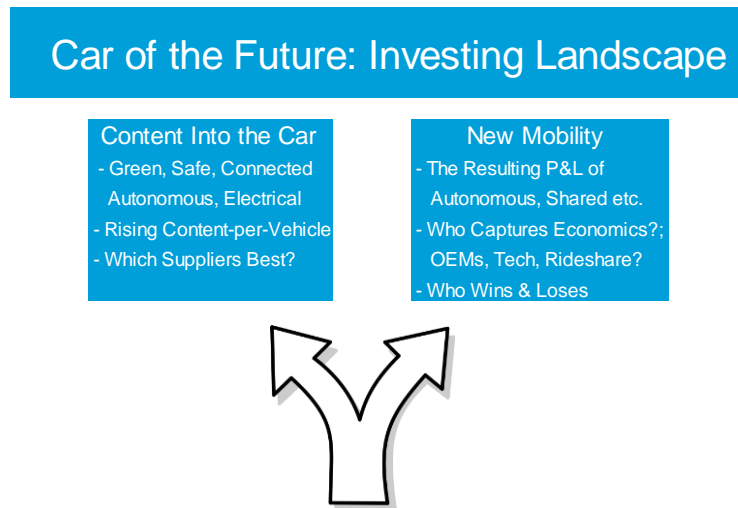 Car of the Future: Investing Landscape
Content Into the Car
- Green, Safe, Connected
Autonomous, Electrical
- Rising Content-per-Vehicle
- Which Suppliers Best?
New Mobility
- The Resulting P&L of
Autonomous, Shared etc.
- Who Captures Economics?;
OEMs, Tech, Rideshare?
- Who Wins & Loses